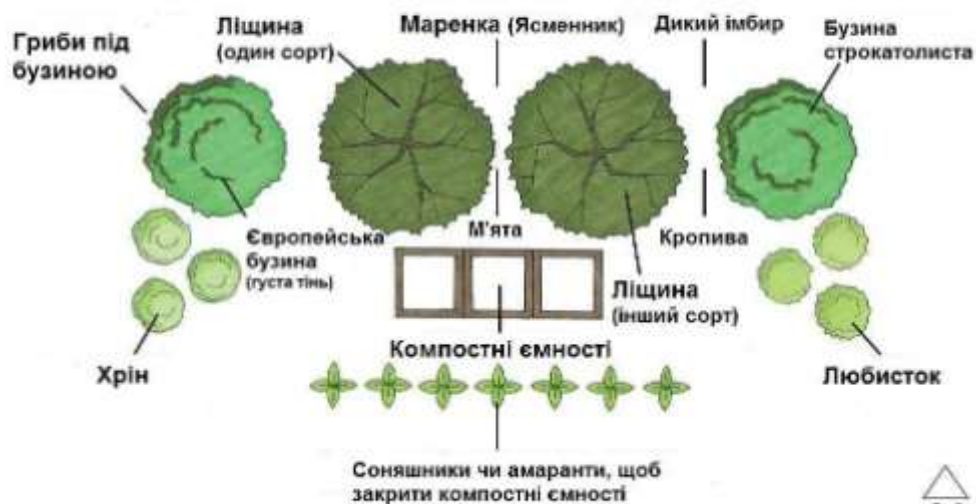 Гриби під
бузиною
Ліщина
(один сорт)
Маренка (Ясменник)
Дикий імбир
Бузина
строкатолиста
Європейська
бузина
(густа тінь)
М'ята
Кропива
Ліщина
(інший сорт)
Хрін
Компостні ємності
Любисток
Соняшники чи амаранти, щоб
закрити компостні ємності